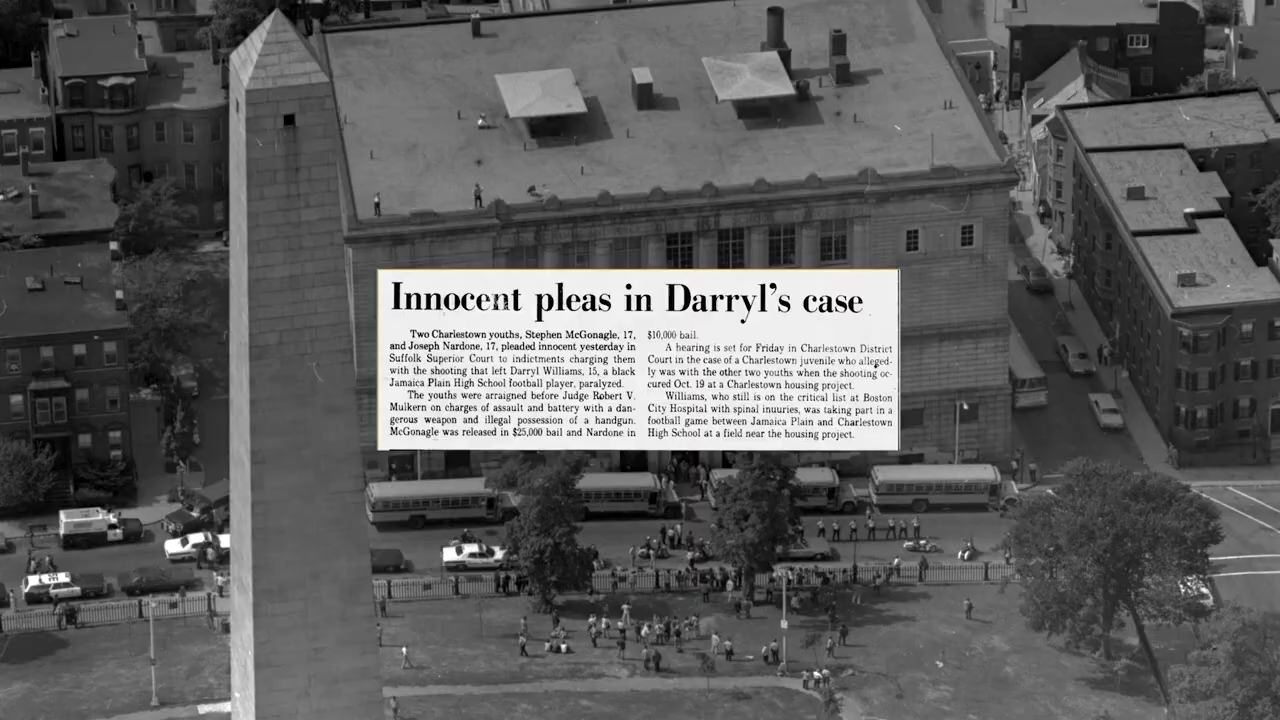 Innocent pleas in Darryl's case
Two Charlestown youths, Stephen McGonagle, 17,
and Joseph Nardone, 17, pleaded innocent yesterday in
Suffolk Superior Court to indictments charging them
with the shooting that left Darryl Williams, 15, a black
Jamaica Plain High School football player, paralyzed.
The youths were arraigned before Judge Robert V.
Mulkern on charges of assault and battery with a dan-
gerous weapon and illegal possession of a handgun.
McGonagle was released in $25,000 bail and Nardone in
$10,000 bail.
A hearing is set for Friday in Charlestown District
Court in the case of a Charlestown juvenile who alleged-
ly was with the other two youths when the shooting oc-
cured Oct. 19 at a Charlestown housing project.
Williams, who still is on the critical list at Boston
City Hospital with spinal inuuries, was taking part in a
football game between Jamaica Plain and Charlestown
High School at a field near the housing project.